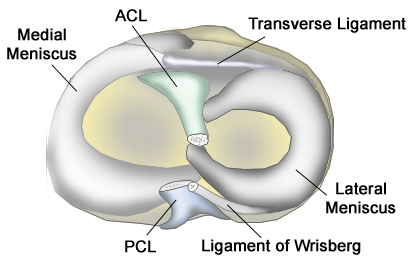 ACL
Transverse Ligament
Medial
Meniscus
Lateral
Meniscus
PCL
Ligament of Wrisberg